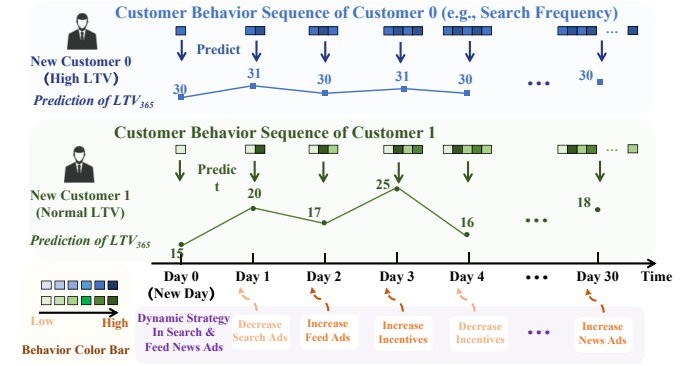 Customer Behavior Sequence of Customer 0 (e.g., Search Frequency)
Predict
New Customer 0
(High LTV)
Prediction of LTV365
30
31
30
31
30
...
30
...
Customer Behavior Sequence of Customer 1
Predic
t
New Customer 1
(Normal LTV)
Prediction of LTV365
15
20
17
25
16
...
18
...
Day 0
(New Day)
Day 1
Day 2
Day 3
Day 4
...
Day 30
Time
Low
High
Behavior Color Bar
Dynamic Strategy
In Search &
Feed News Ads
Decrease
Search Ads
Increase
Feed Ads
Increase
Incentives
Decrease
Incentives
...
Increase
News Ads